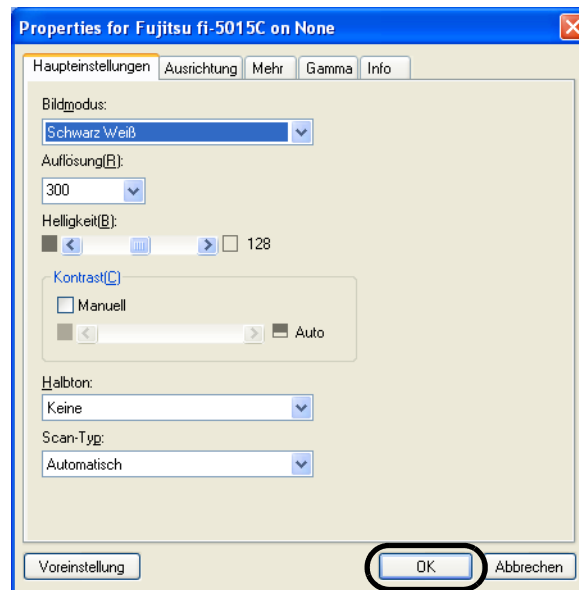 Properties for Fujitsu fi-5015C on None
Haupteinstellungen Ausrichtung Mehr Gamma Info
Bildmodus:
Schwarz Weiß
Auflösung(R):
300
Helligkeit(B):
128
Kontrast(C)
Manuell
Auto
Halbton:
Keine
Scan-Typ:
Automatisch
Voreinstellung OK Abbrechen